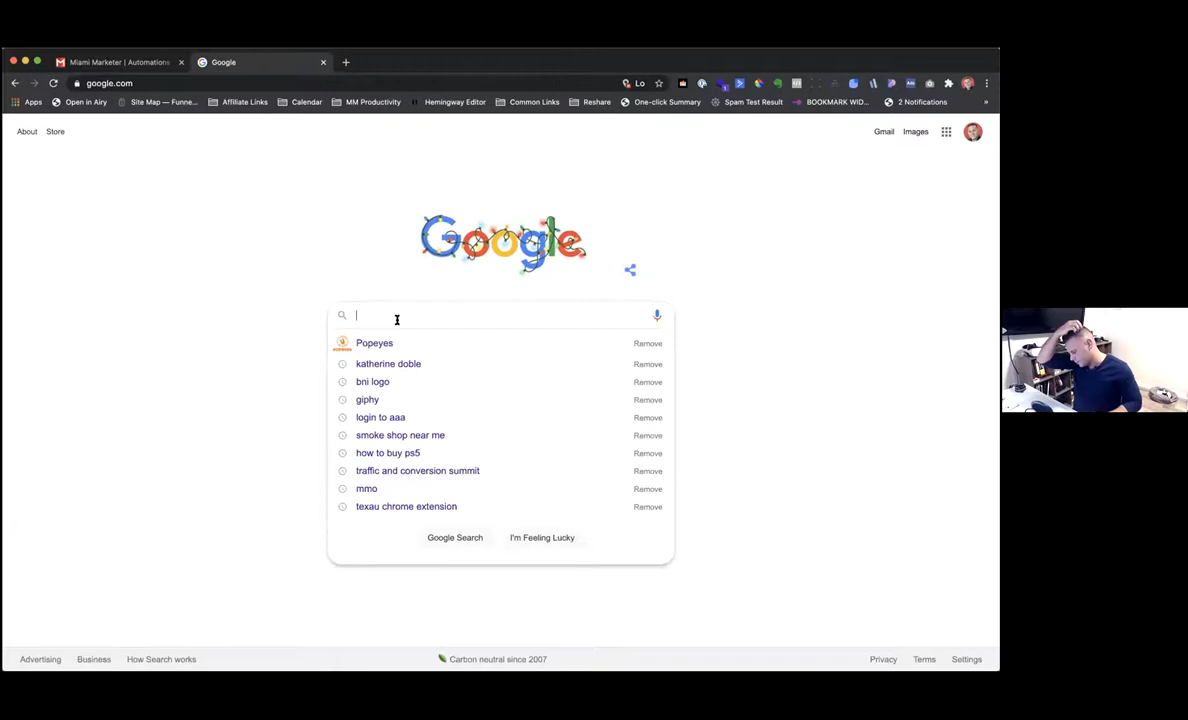 Miami Marketer | Automations
Google
google.com
Lo
Apps
Open in Airy
Site Map — Funne...
Affiliate Links
Calendar
MM Productivity
Hemingway Editor
Common Links
Reshare
One-click Summary
Spam Test Result
BOOKMARK WID...
2 Notifications
»
About
Store
Gmail
Images
Google
Popeyes
Remove
katherine doble
Remove
bni logo
Remove
giphy
Remove
login to aaa
Remove
smoke shop near me
Remove
how to buy ps5
Remove
traffic and conversion summit
Remove
mmo
Remove
texau chrome extension
Remove
Google Search
I'm Feeling Lucky
Advertising
Business
How Search works
Carbon neutral since 2007
Privacy
Terms
Settings